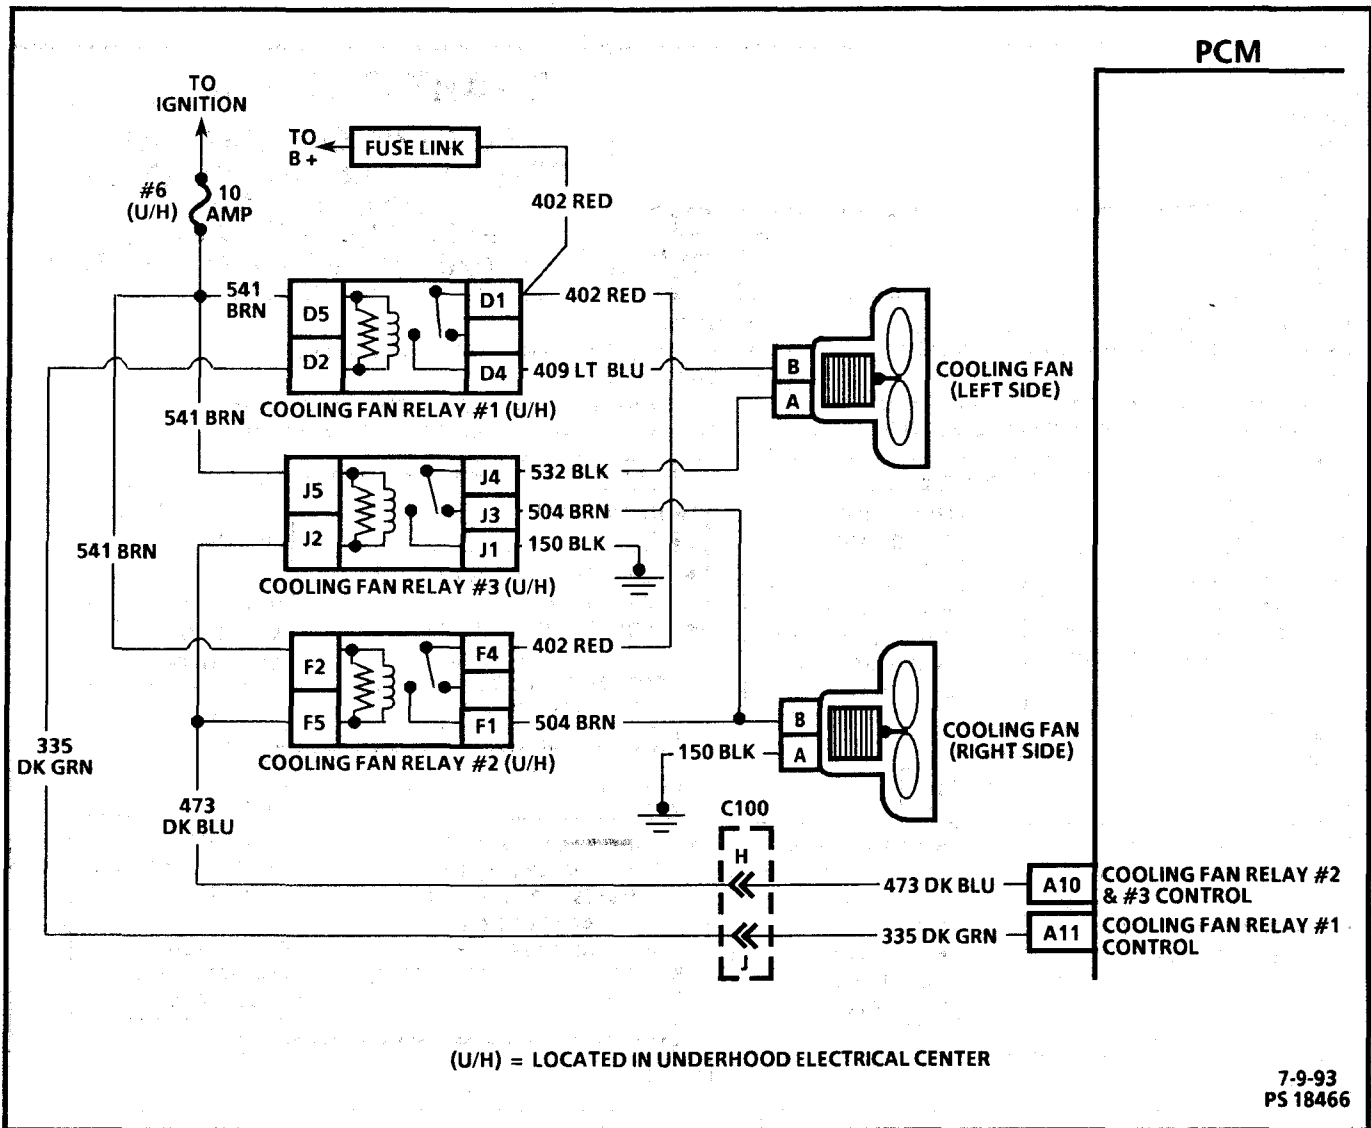 PCM
TO
IGNITION
TO
B +
FUSE LINK
#6
(U/H)
10
AMP
402 RED
541
BRN
D5
D2
D1
D4
402 RED
409 LT BLU
COOLING FAN RELAY #1 (U/H)
B
A
COOLING FAN
(LEFT SIDE)
541 BRN
J5
J2
J4
J3
J1
532 BLK
504 BRN
150 BLK
COOLING FAN RELAY #3 (U/H)
541 BRN
F2
F5
F4
F1
402 RED
504 BRN
COOLING FAN RELAY #2 (U/H)
B
A
150 BLK
COOLING FAN
(RIGHT SIDE)
335
DK GRN
473
DK BLU
C100
H
J
473 DK BLU
A10
COOLING FAN RELAY #2
& #3 CONTROL
335 DK GRN
A11
COOLING FAN RELAY #1
CONTROL
(U/H) = LOCATED IN UNDERHOOD ELECTRICAL CENTER
7-9-93
PS 18466